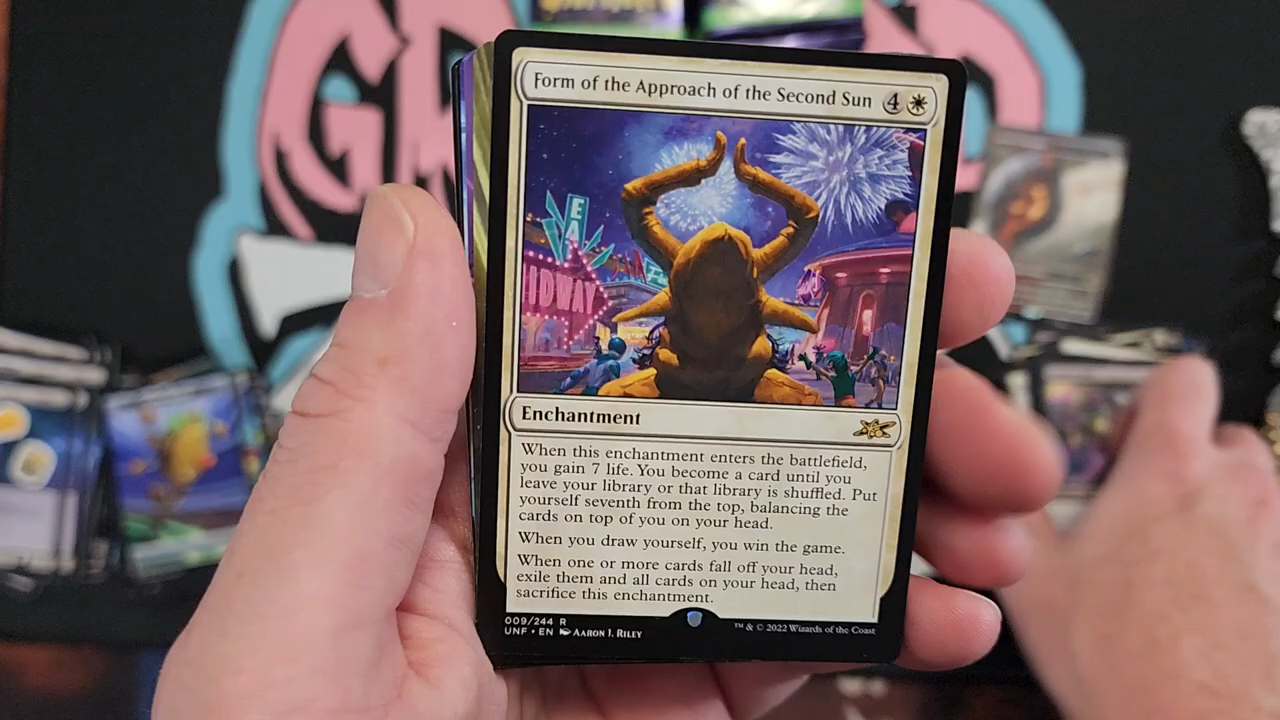 Form of the Approach of the Second Sun 4
MIDWAY
Enchantment
When this enchantment enters the battlefield,
you gain 7 life. You become a card until you
leave your library or that library is shuffled. Put
yourself seventh from the top, balancing the
cards on top of you on your head.
When you draw yourself, you win the game.
When one or more cards fall off your head,
exile them and all cards on your head, then
sacrifice this enchantment.
009/244 R
UNF • EN AARON J. RILEY
™ & © 2022 Wizards of the Coast